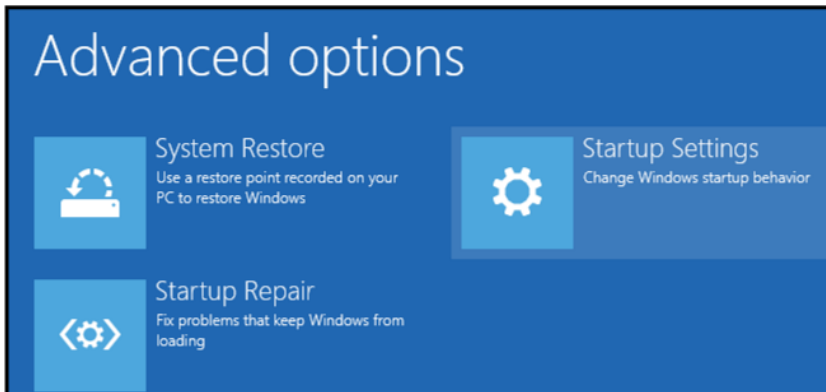 Advanced options
System Restore
Use a restore point recorded on your
PC to restore Windows
Startup Settings
Change Windows startup behavior
Startup Repair
Fix problems that keep Windows from
loading